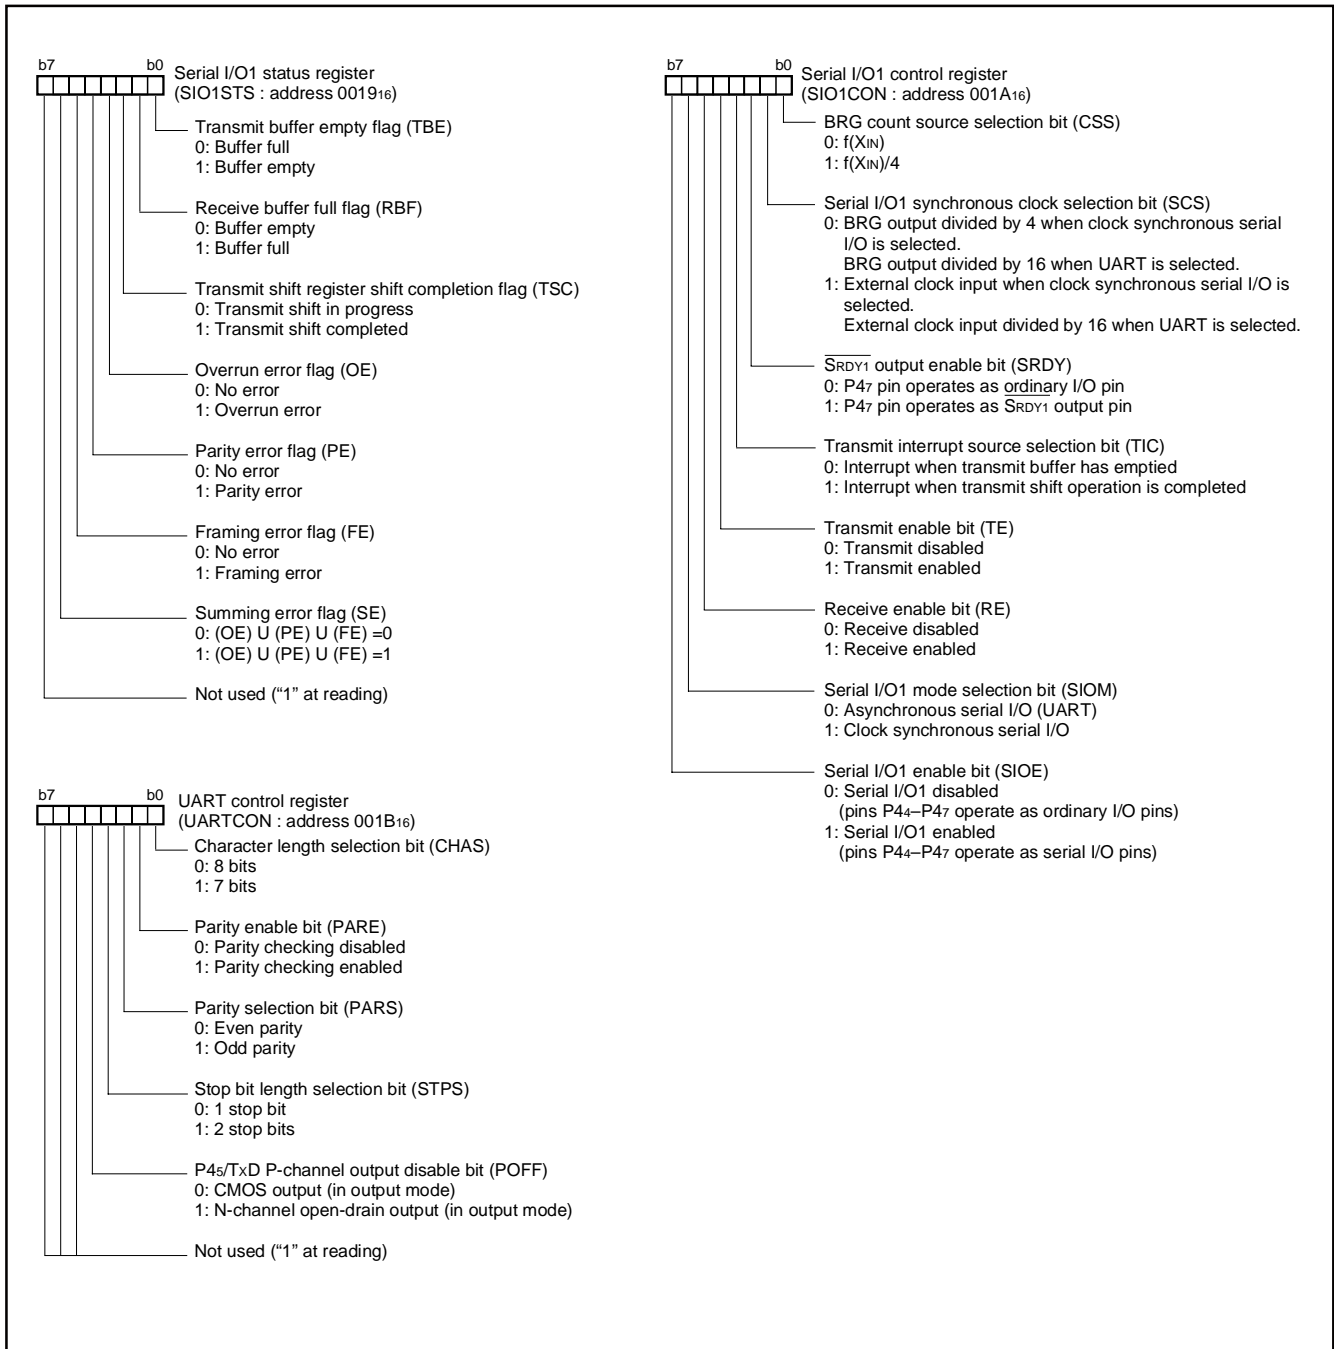 b7 b0 Serial I/O1 status register
(SIO1STS : address 0019₁₆)
Transmit buffer empty flag (TBE)
0: Buffer full
1: Buffer empty
Receive buffer full flag (RBF)
0: Buffer empty
1: Buffer full
Transmit shift register shift completion flag (TSC)
0: Transmit shift in progress
1: Transmit shift completed
Overrun error flag (OE)
0: No error
1: Overrun error
Parity error flag (PE)
0: No error
1: Parity error
Framing error flag (FE)
0: No error
1: Framing error
Summing error flag (SE)
0: (OE) U (PE) U (FE) =0
1: (OE) U (PE) U (FE) =1
Not used (“1” at reading)
b7 b0 UART control register
(UARTCON : address 001B₁₆)
Character length selection bit (CHAS)
0: 8 bits
1: 7 bits
Parity enable bit (PARE)
0: Parity checking disabled
1: Parity checking enabled
Parity selection bit (PARS)
0: Even parity
1: Odd parity
Stop bit length selection bit (STPS)
0: 1 stop bit
1: 2 stop bits
P4₅/TxD P-channel output disable bit (POFF)
0: CMOS output (in output mode)
1: N-channel open-drain output (in output mode)
Not used (“1” at reading)
b7 b0 Serial I/O1 control register
(SIO1CON : address 001A₁₆)
BRG count source selection bit (CSS)
0: f(XIN)
1: f(XIN)/4
Serial I/O1 synchronous clock selection bit (SCS)
0: BRG output divided by 4 when clock synchronous serial
I/O is selected.
BRG output divided by 16 when UART is selected.
1: External clock input when clock synchronous serial I/O is
selected.
External clock input divided by 16 when UART is selected.
S̅R̅D̅Y̅1̅ output enable bit (SRDY)
0: P4₇ pin operates as ordinary I/O pin
1: P4₇ pin operates as S̅R̅D̅Y̅1̅ output pin
Transmit interrupt source selection bit (TIC)
0: Interrupt when transmit buffer has emptied
1: Interrupt when transmit shift operation is completed
Transmit enable bit (TE)
0: Transmit disabled
1: Transmit enabled
Receive enable bit (RE)
0: Receive disabled
1: Receive enabled
Serial I/O1 mode selection bit (SIOM)
0: Asynchronous serial I/O (UART)
1: Clock synchronous serial I/O
Serial I/O1 enable bit (SIOE)
0: Serial I/O1 disabled
(pins P4₄–P4₇ operate as ordinary I/O pins)
1: Serial I/O1 enabled
(pins P4₄–P4₇ operate as serial I/O pins)